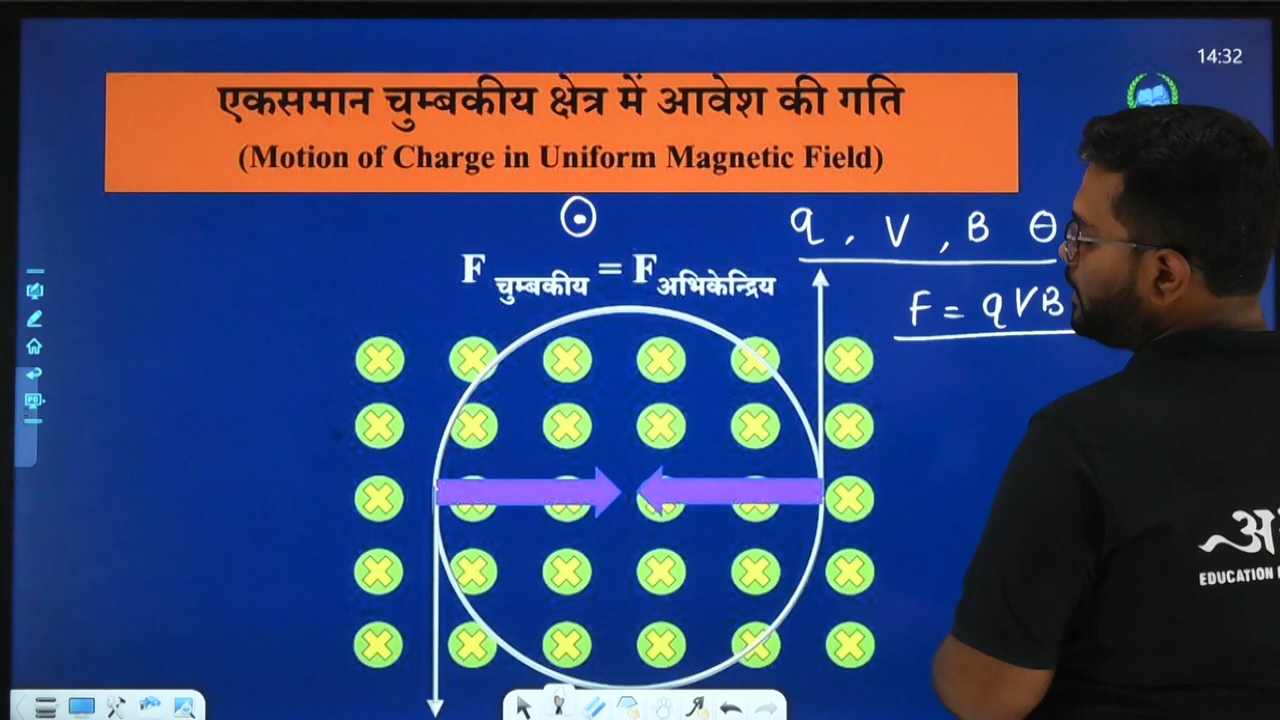 14:32
एकसमान चुम्बकीय क्षेत्र में आवेश की गति
(Motion of Charge in Uniform Magnetic Field)
q, V, B θ
F चुम्बकीय = F अभिकेन्द्रिय
F = qVB
EDUCATION